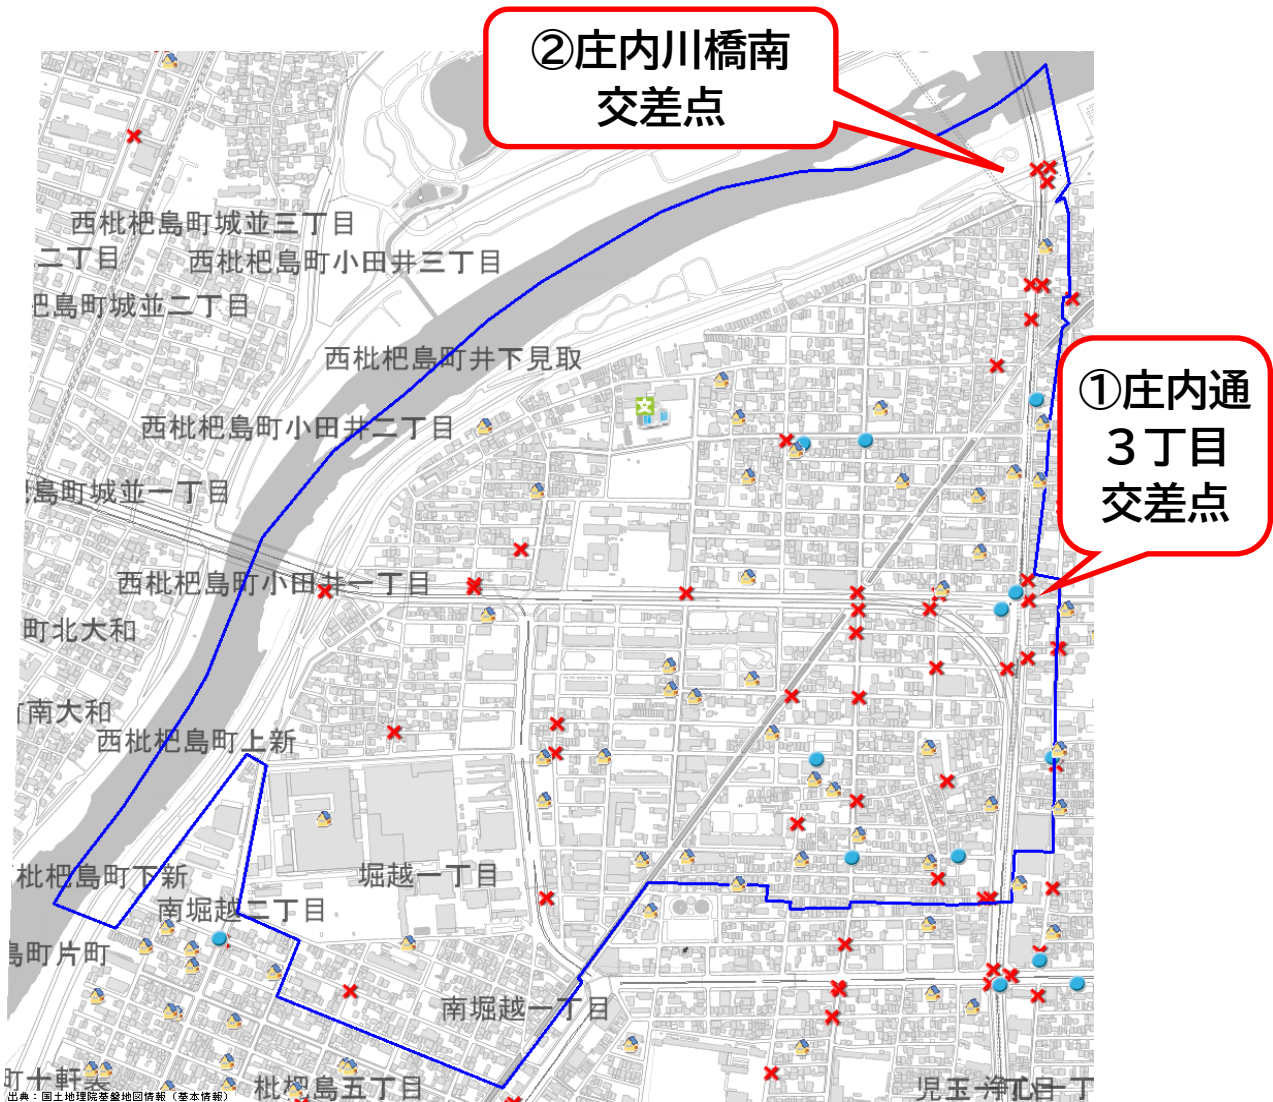 ②庄内川橋南
交差点
①庄内通
３丁目
交差点
西枇杷島町城並三丁目
二丁目
西枇杷島町小田井三丁目
杷島町城並二丁目
西枇杷島町井下見取
西枇杷島町小田井二丁目
島町城並一丁目
西枇杷島町小田井一丁目
町北大和
南大和
西枇杷島町上新
枇杷島町下新
堀越一丁目
南堀越二丁目
島町片町
南堀越一丁目
枇杷島五丁目
児玉一丁目
出典：国土地理院基盤地図情報（基本情報）